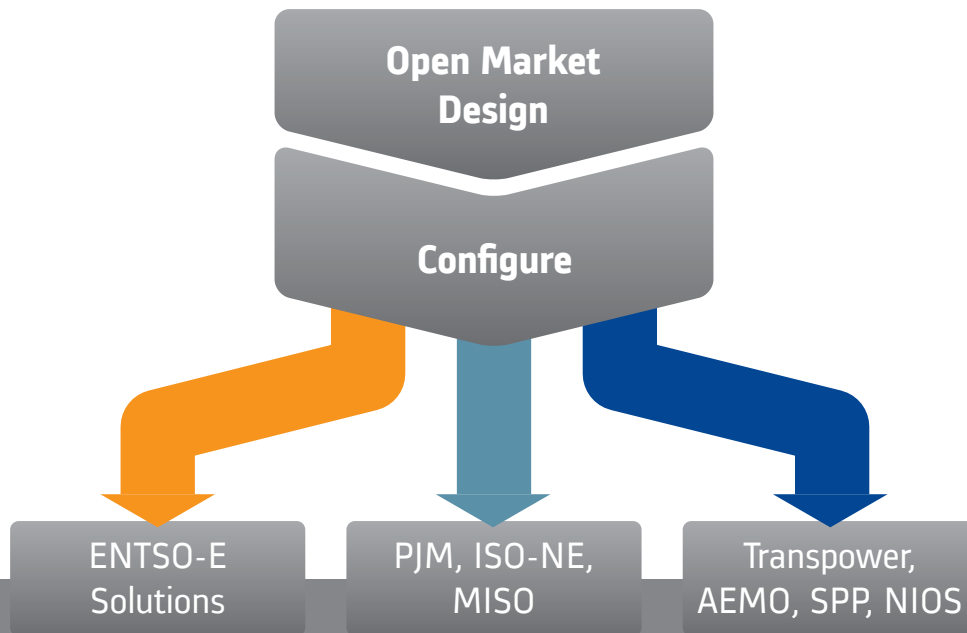 Open Market
Design
Configure
ENTSO-E
Solutions
PJM, ISO-NE,
MISO
Transpower,
AEMO, SPP, NIOS